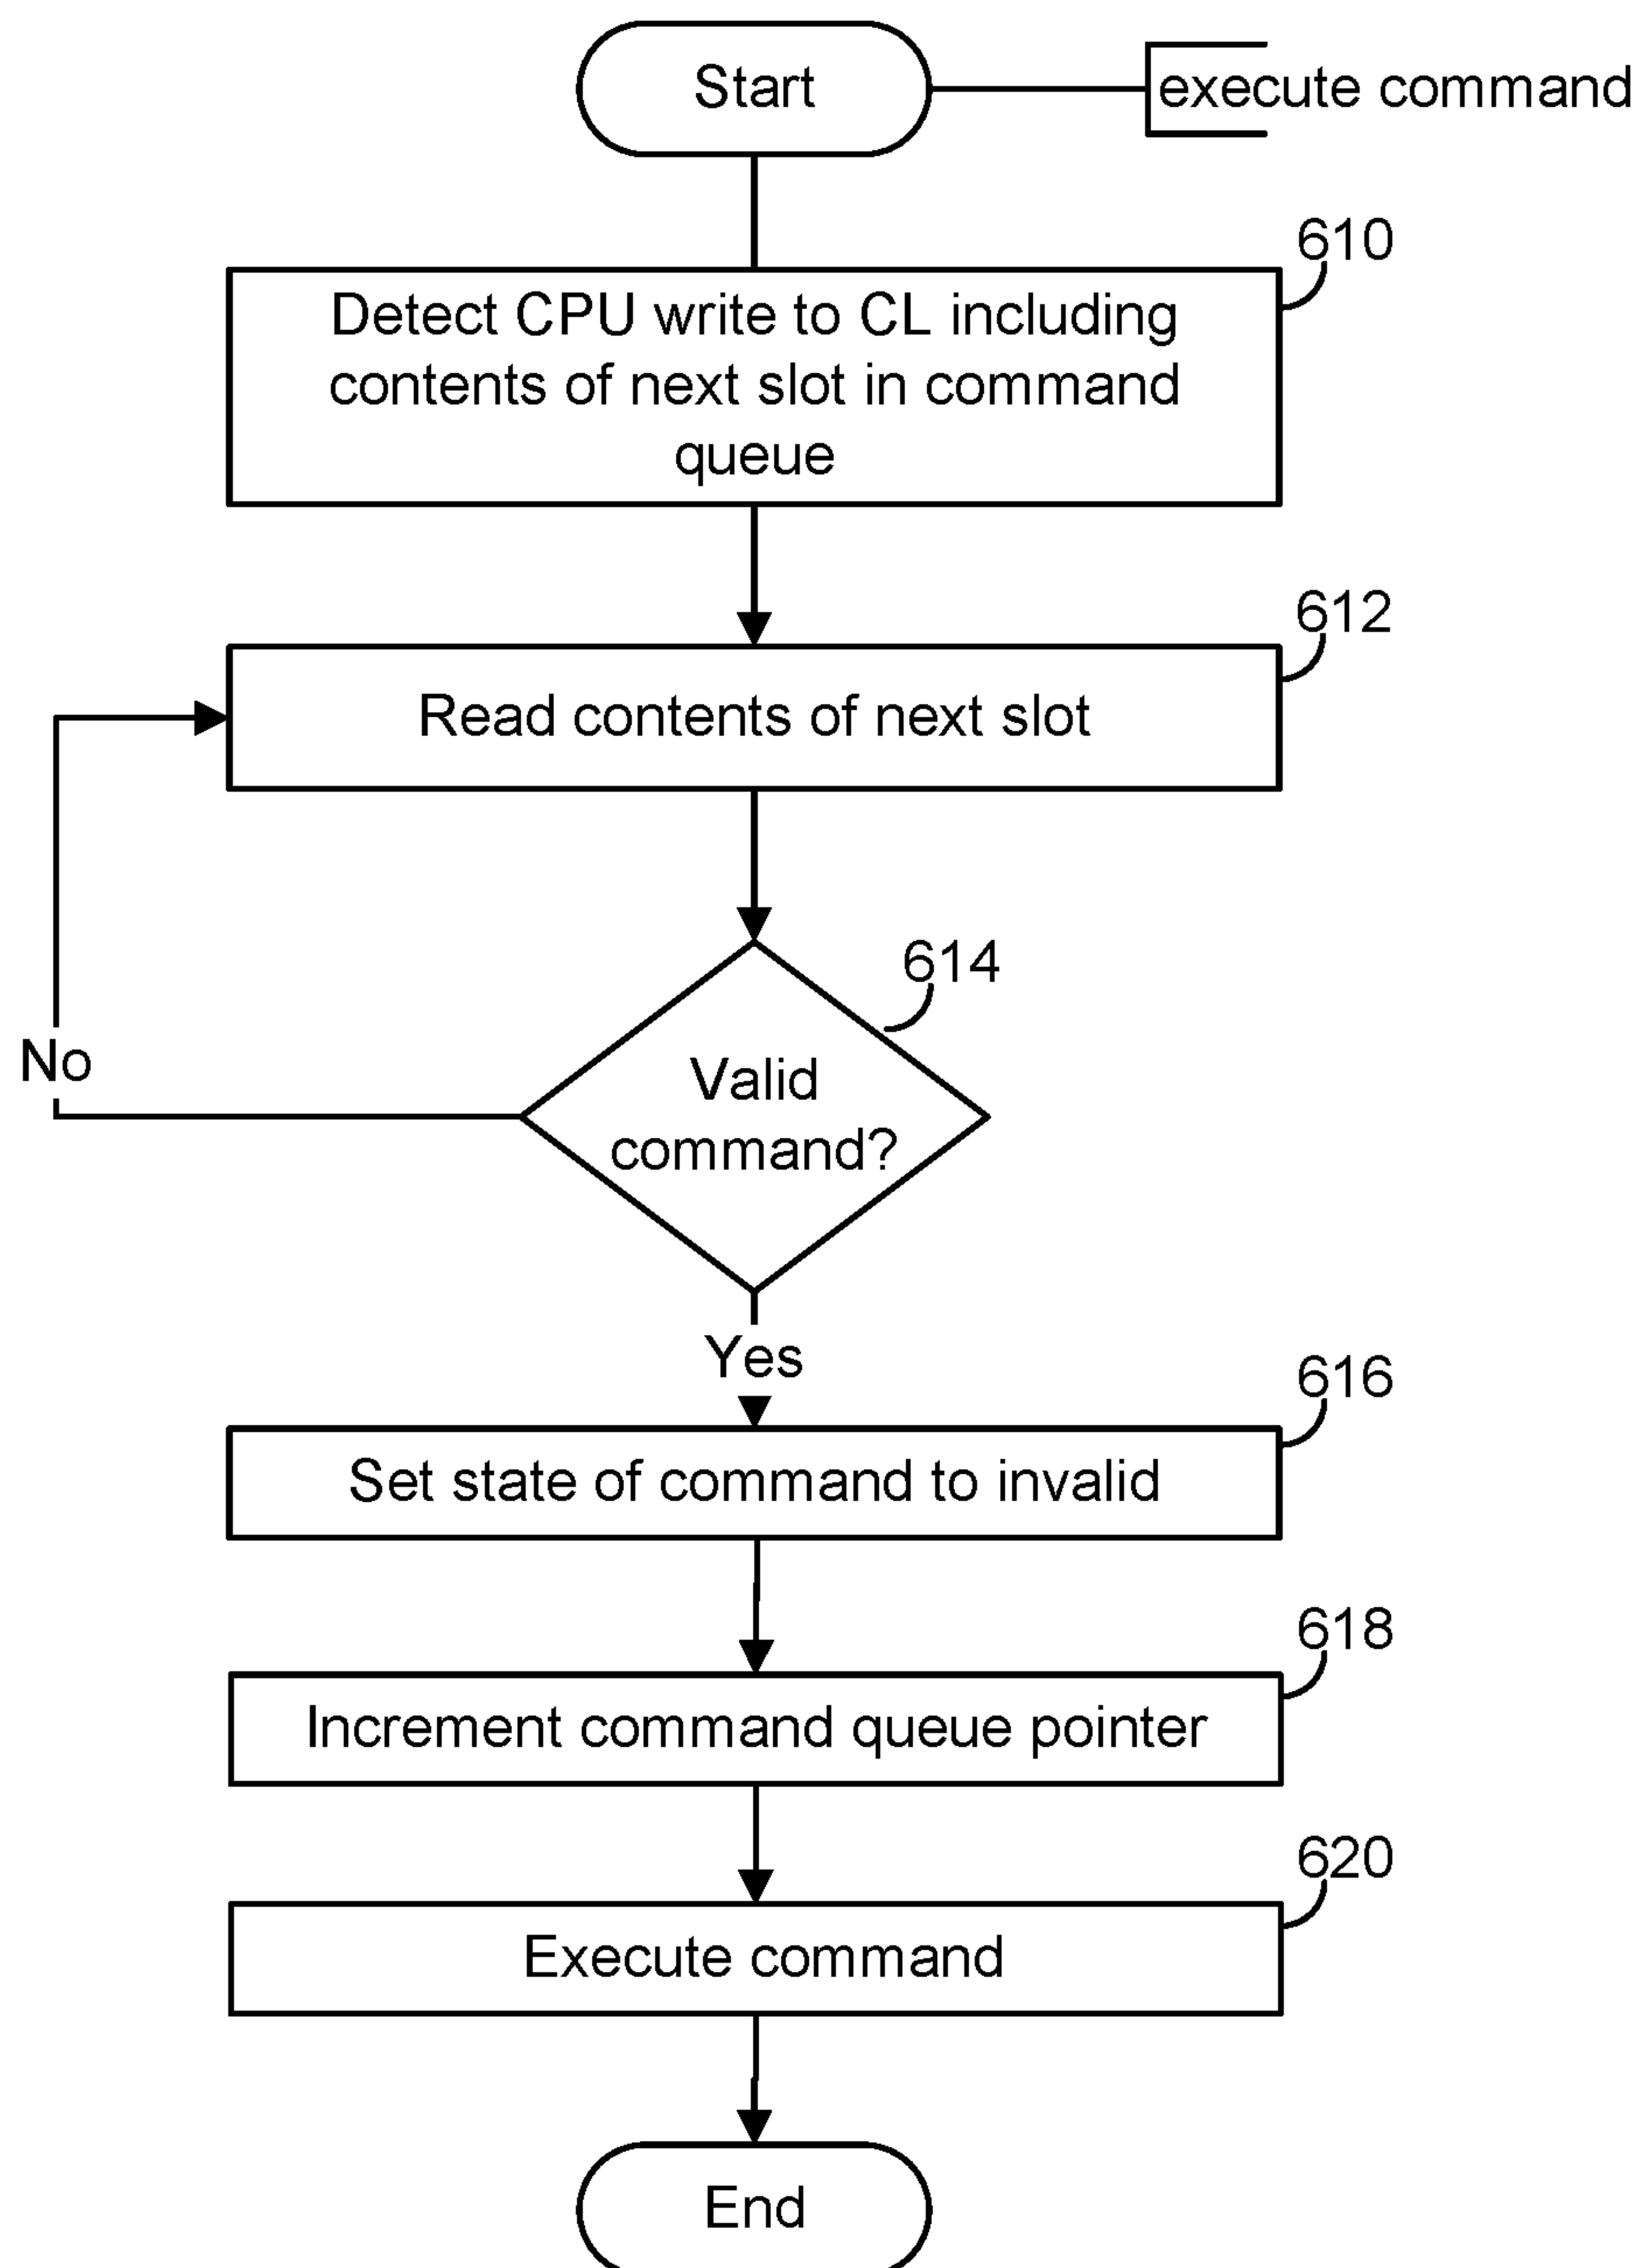 Start
execute command
610
Detect CPU write to CL including
contents of next slot in command
queue
612
Read contents of next slot
614
Valid
command?
No
Yes
616
Set state of command to invalid
618
Increment command queue pointer
620
Execute command
End